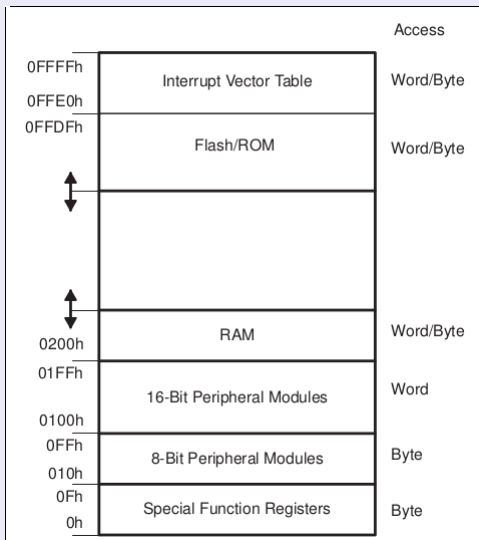 Access
0FFFFh
Interrupt Vector Table
Word/Byte
0FFE0h
0FFDFh
Flash/ROM
Word/Byte
RAM
Word/Byte
0200h
01FFh
16-Bit Peripheral Modules
Word
0100h
0FFh
8-Bit Peripheral Modules
Byte
010h
0Fh
Special Function Registers
Byte
0h